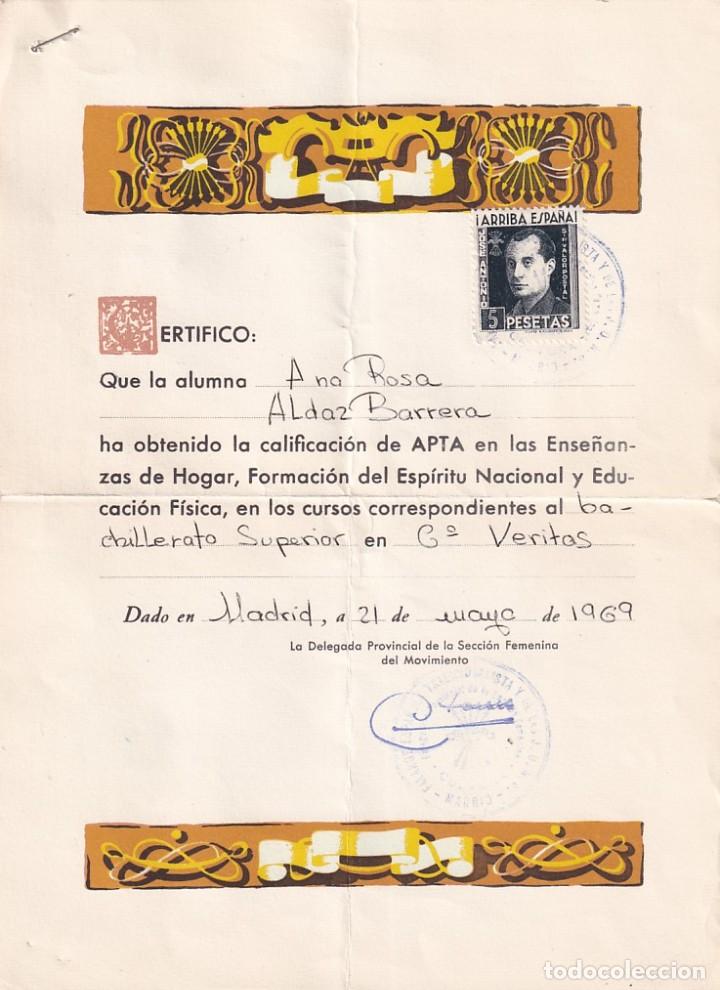 ¡ARRIBA ESPAÑA!
JOSE ANTONIO
SIN VALOR POSTAL
5 PESETAS
CERTIFICO:
Que la alumna Ana Rosa
Aldaz Barrera
ha obtenido la calificación de APTA en las Enseñan-
zas de Hogar, Formación del Espíritu Nacional y Edu-
cación Física, en los cursos correspondientes al ba-
chillerato Superior en Cº Veritas
Dado en Madrid, a 21 de mayo de 1969
La Delegada Provincial de la Sección Femenina
del Movimiento
MADRID
todocoleccion